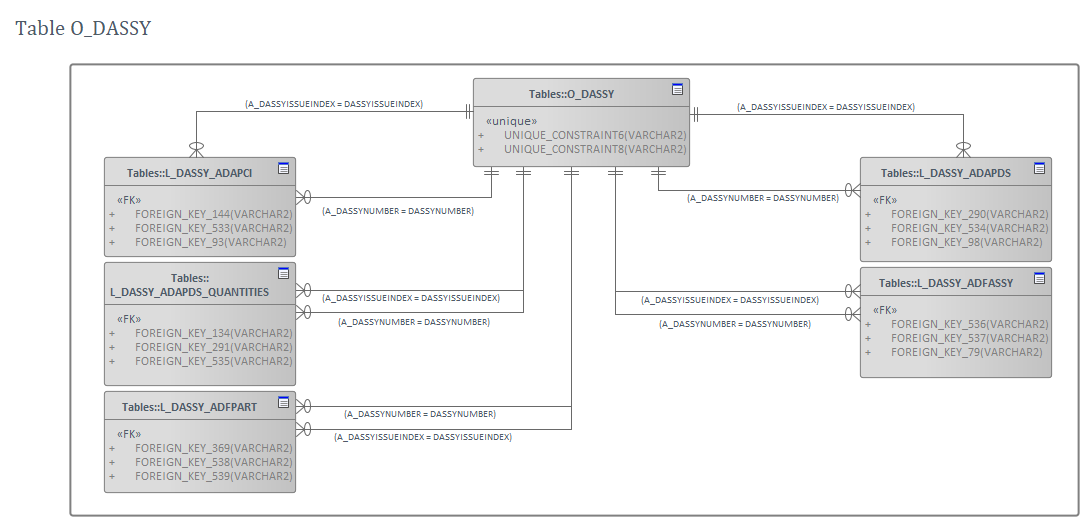 Table O_DASSY
Tables::O_DASSY
«unique»
+ UNIQUE_CONSTRAINT6(VARCHAR2)
+ UNIQUE_CONSTRAINT8(VARCHAR2)
(A_DASSYISSUEINDEX = DASSYISSUEINDEX)
(A_DASSYISSUEINDEX = DASSYISSUEINDEX)
Tables::L_DASSY_ADAPCI
«FK»
+ FOREIGN_KEY_144(VARCHAR2)
+ FOREIGN_KEY_533(VARCHAR2)
+ FOREIGN_KEY_93(VARCHAR2)
(A_DASSYNUMBER = DASSYNUMBER)
(A_DASSYNUMBER = DASSYNUMBER)
Tables::L_DASSY_ADAPDS
«FK»
+ FOREIGN_KEY_290(VARCHAR2)
+ FOREIGN_KEY_534(VARCHAR2)
+ FOREIGN_KEY_98(VARCHAR2)
Tables::
L_DASSY_ADAPDS_QUANTITIES
«FK»
+ FOREIGN_KEY_134(VARCHAR2)
+ FOREIGN_KEY_291(VARCHAR2)
+ FOREIGN_KEY_535(VARCHAR2)
(A_DASSYISSUEINDEX = DASSYISSUEINDEX)
(A_DASSYNUMBER = DASSYNUMBER)
(A_DASSYISSUEINDEX = DASSYISSUEINDEX)
(A_DASSYNUMBER = DASSYNUMBER)
Tables::L_DASSY_ADFASSY
«FK»
+ FOREIGN_KEY_536(VARCHAR2)
+ FOREIGN_KEY_537(VARCHAR2)
+ FOREIGN_KEY_79(VARCHAR2)
Tables::L_DASSY_ADFPART
«FK»
+ FOREIGN_KEY_369(VARCHAR2)
+ FOREIGN_KEY_538(VARCHAR2)
+ FOREIGN_KEY_539(VARCHAR2)
(A_DASSYNUMBER = DASSYNUMBER)
(A_DASSYISSUEINDEX = DASSYISSUEINDEX)